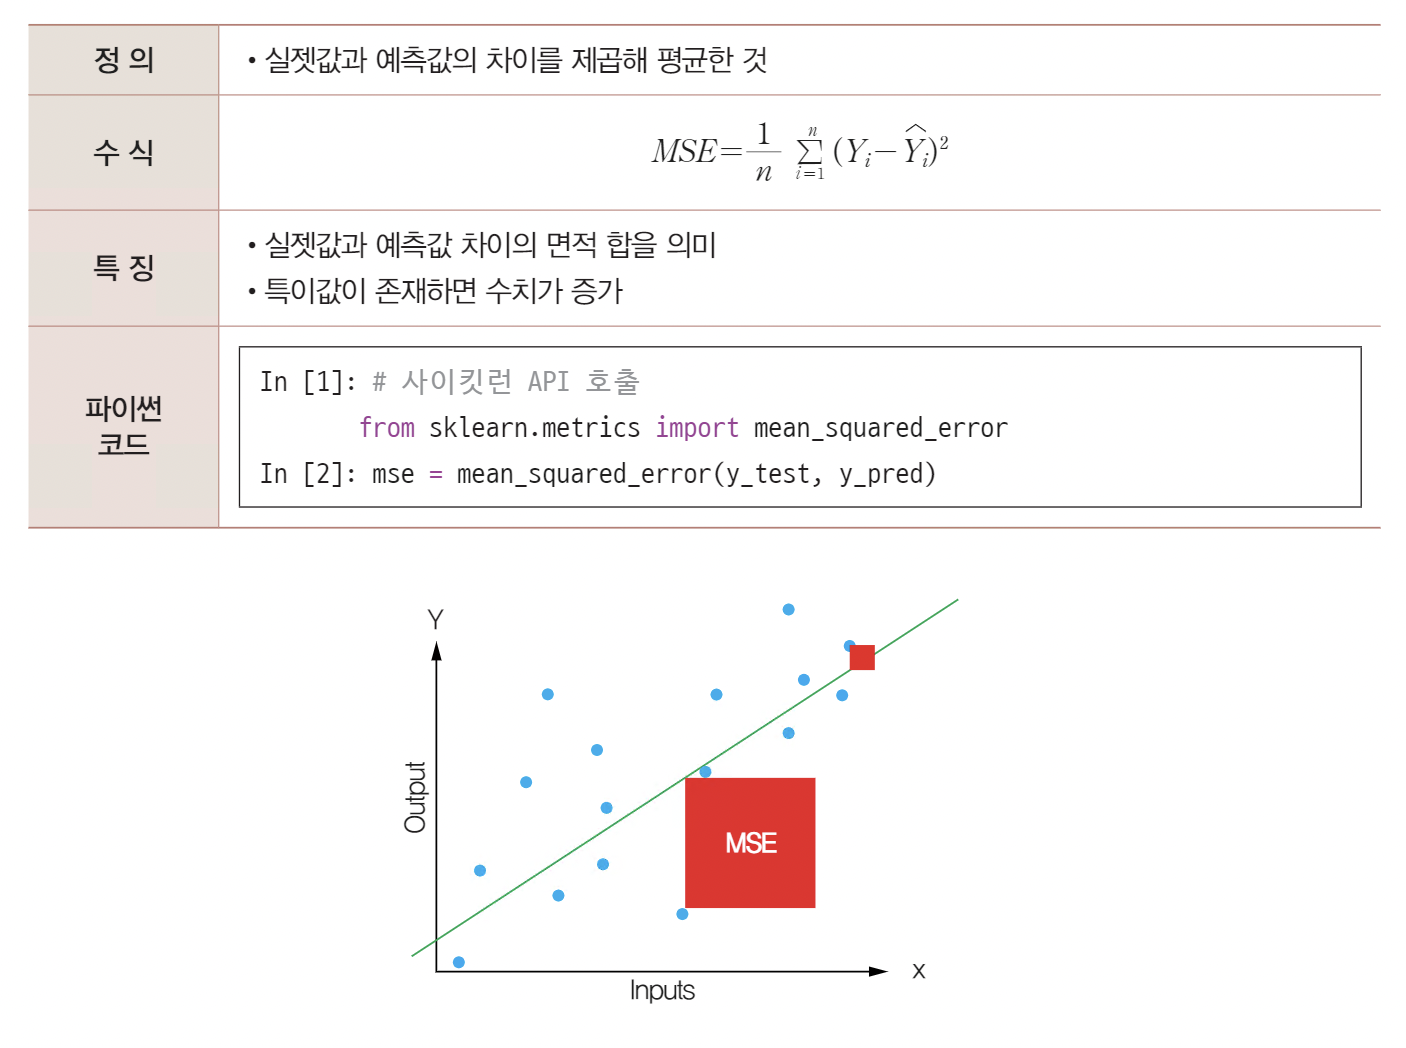 정 의
• 실젯값과 예측값의 차이를 제곱해 평균한 것
수 식
MSE = \frac{1}{n} \sum_{i=1}^{n} (Y_i - \hat{Y}_i)^2
특 징
• 실젯값과 예측값 차이의 면적 합을 의미
• 특이값이 존재하면 수치가 증가
파이썬
코드
In [1]: # 사이킷런 API 호출
from sklearn.metrics import mean_squared_error
In [2]: mse = mean_squared_error(y_test, y_pred)
Y
Output
MSE
x
Inputs